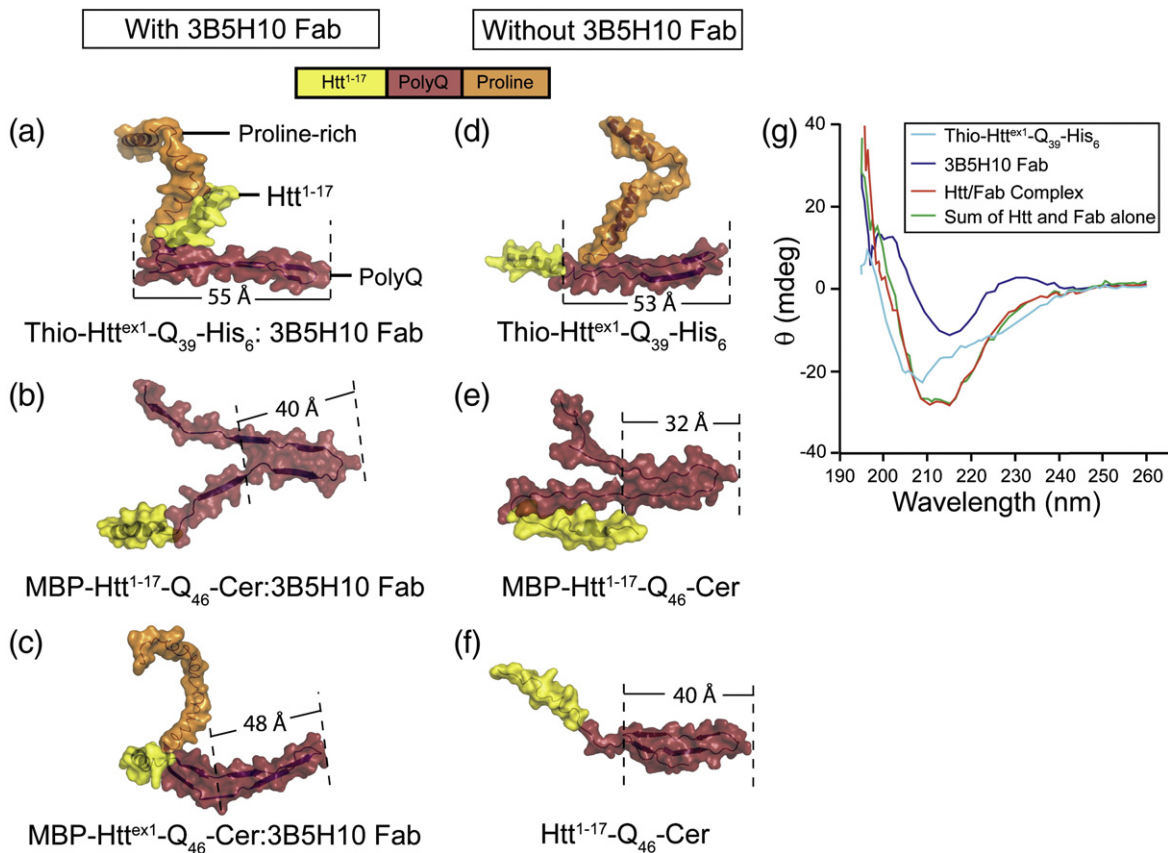 With 3B5H10 Fab
Without 3B5H10 Fab
Htt¹⁻¹⁷ PolyQ Proline
(a)
Proline-rich
Htt¹⁻¹⁷
PolyQ
55 Å
Thio-Httᵉˣ¹-Q₃₉-His₆: 3B5H10 Fab
(b)
40 Å
MBP-Htt¹⁻¹⁷-Q₄₆-Cer:3B5H10 Fab
(c)
48 Å
MBP-Httᵉˣ¹-Q₄₆-Cer:3B5H10 Fab
(d)
53 Å
Thio-Httᵉˣ¹-Q₃₉-His₆
(e)
32 Å
MBP-Htt¹⁻¹⁷-Q₄₆-Cer
(f)
40 Å
Htt¹⁻¹⁷-Q₄₆-Cer
(g)
Thio-Httᵉˣ¹-Q₃₉-His₆
3B5H10 Fab
Htt/Fab Complex
Sum of Htt and Fab alone
θ (mdeg)
40
20
0
-20
-40
190 200 210 220 230 240 250 260
Wavelength (nm)